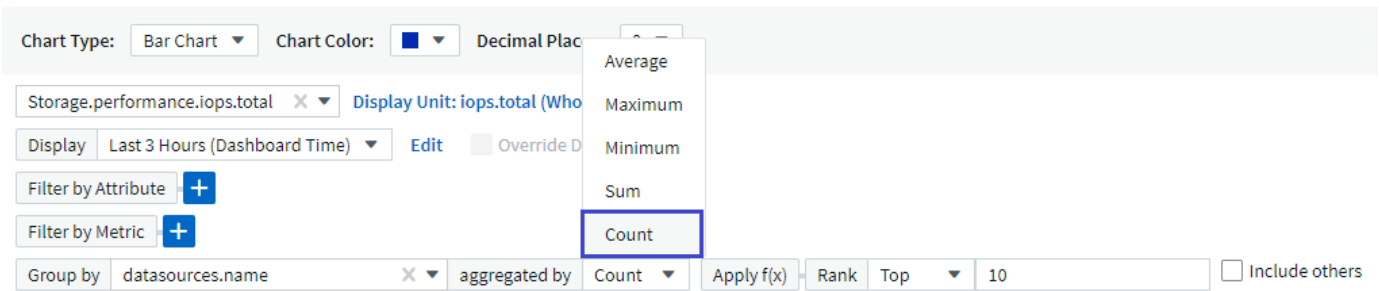 Chart Type: Bar Chart Chart Color: Decimal Plac
Average
Storage.performance.iops.total Display Unit: iops.total (Who
Maximum
Display Last 3 Hours (Dashboard Time) Edit Override D
Minimum
Filter by Attribute + Sum
Filter by Metric + Count
Group by datasources.name aggregated by Count Apply f(x) Rank Top 10 Include others